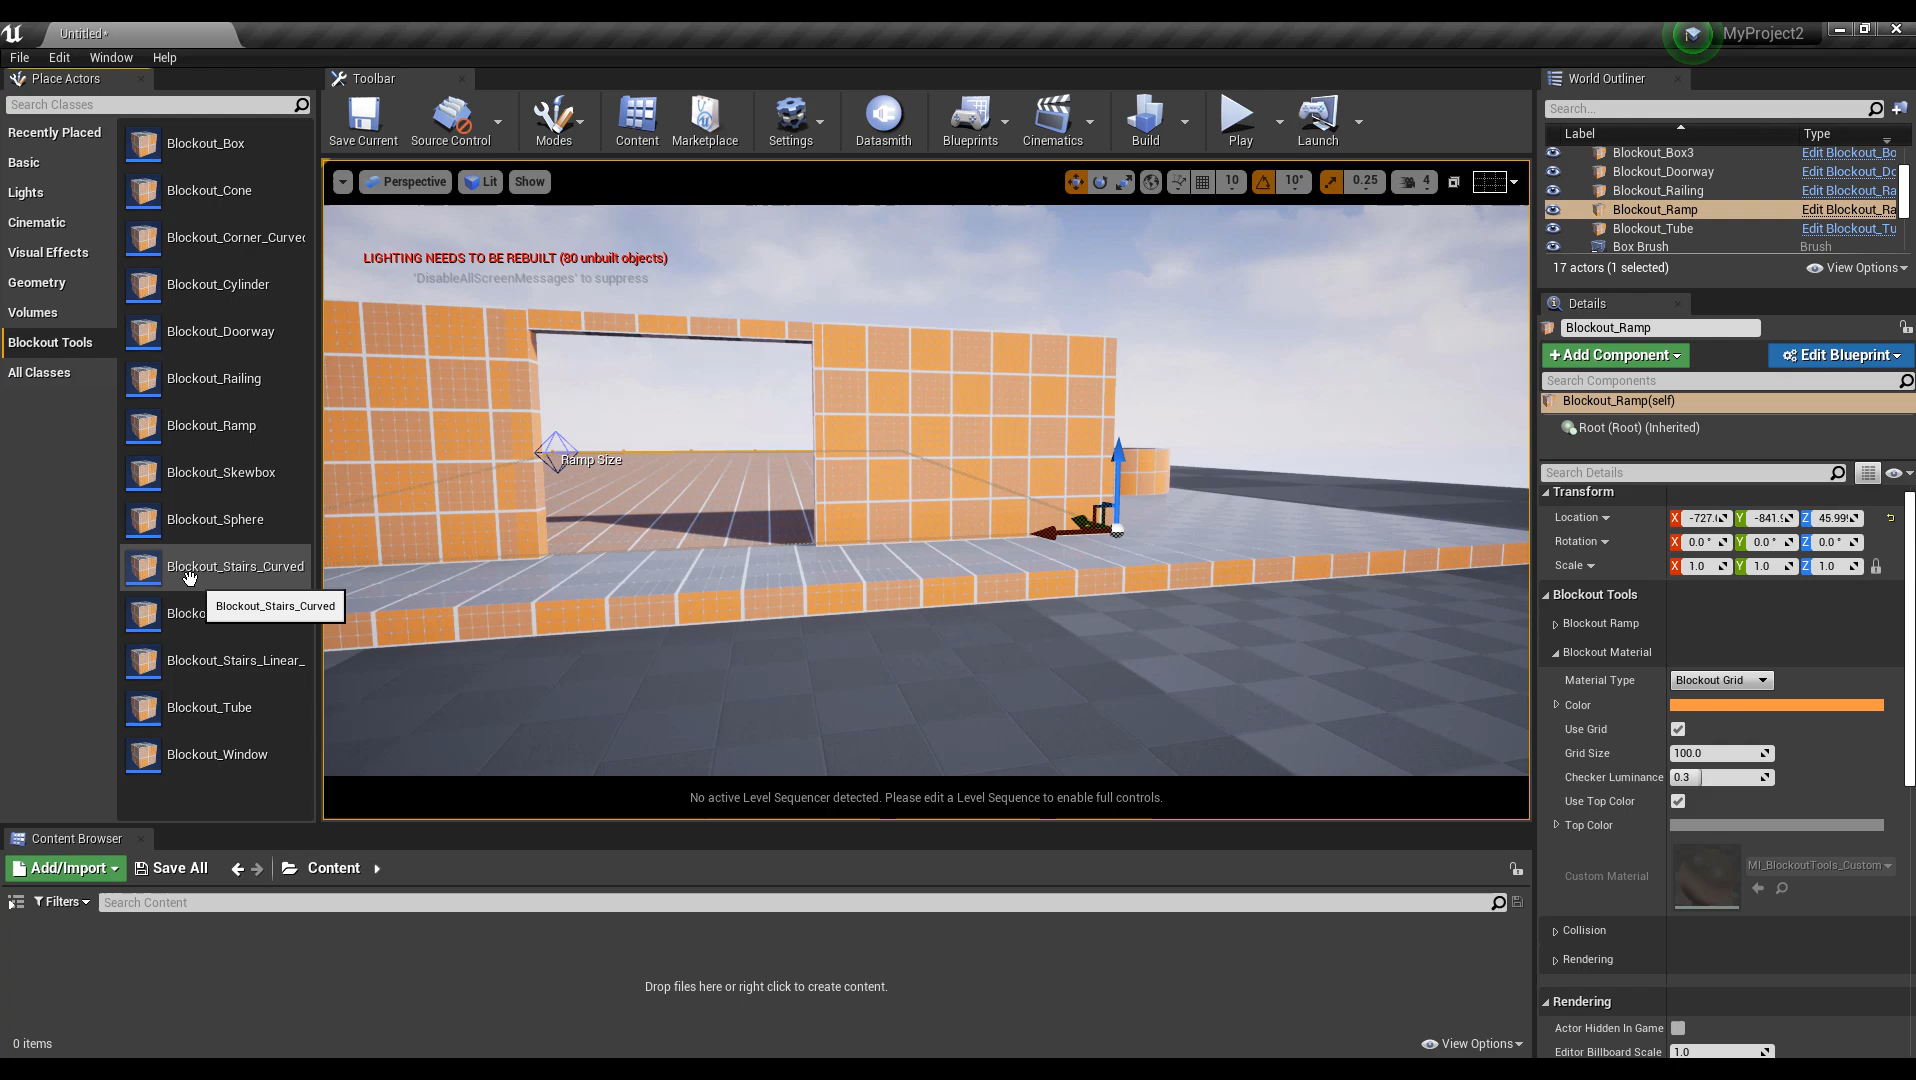 Untitled*
MyProject2
File Edit Window Help
Place Actors
Search Classes
Recently Placed
Basic
Lights
Cinematic
Visual Effects
Geometry
Volumes
Blockout Tools
All Classes
Blockout_Box
Blockout_Cone
Blockout_Corner_Curved
Blockout_Cylinder
Blockout_Doorway
Blockout_Railing
Blockout_Ramp
Blockout_Skewbox
Blockout_Sphere
Blockout_Stairs_Curved
Blocko
Blockout_Stairs_Curved
Blockout_Stairs_Linear_
Blockout_Tube
Blockout_Window
Toolbar
Save Current Source Control Modes Content Marketplace Settings Datasmith Blueprints Cinematics Build Play Launch
Perspective Lit Show
10 10° 0.25 4
LIGHTING NEEDS TO BE REBUILT (80 unbuilt objects)
'DisableAllScreenMessages' to suppress
Ramp Size
No active Level Sequencer detected. Please edit a Level Sequence to enable full controls.
World Outliner
Search...
Label Type
Blockout_Box3 Edit Blockout_Bo
Blockout_Doorway Edit Blockout_Do
Blockout_Railing Edit Blockout_Ra
Blockout_Ramp Edit Blockout_Ra
Blockout_Tube Edit Blockout_Tu
Box Brush Brush
17 actors (1 selected) View Options
Details
Blockout_Ramp
+Add Component Edit Blueprint
Search Components
Blockout_Ramp(self)
Root (Root) (Inherited)
Search Details
Transform
Location X -727. Y -841. Z 45.99
Rotation X 0.0 ° Y 0.0 ° Z 0.0 °
Scale X 1.0 Y 1.0 Z 1.0
Blockout Tools
Blockout Ramp
Blockout Material
Material Type Blockout Grid
Color
Use Grid
Grid Size 100.0
Checker Luminance 0.3
Use Top Color
Top Color
Custom Material MI_BlockoutTools_Custom
Collision
Rendering
Rendering
Actor Hidden In Game
Editor Billboard Scale 1.0
Content Browser
Add/Import Save All Content
Filters Search Content
Drop files here or right click to create content.
0 items View Options